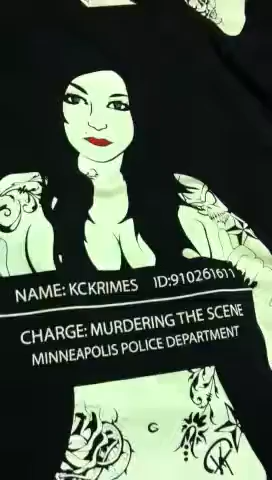 NAME: KCKRIMES ID:910261611
CHARGE: MURDERING THE SCENE
MINNEAPOLIS POLICE DEPARTMENT